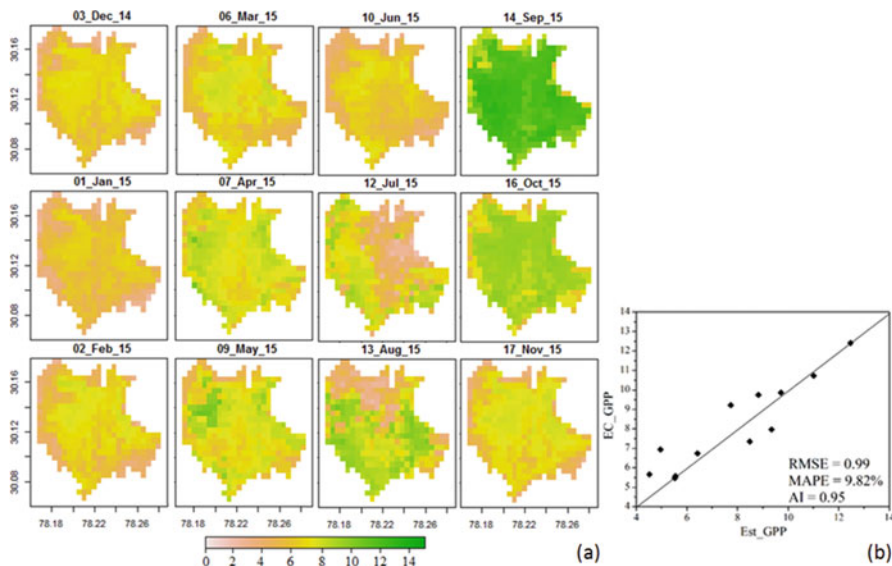 03_Dec_14 06_Mar_15 10_Jun_15 14_Sep_15
30.16
30.12
30.08
01_Jan_15 07_Apr_15 12_Jul_15 16_Oct_15
30.16
30.12
30.08
02_Feb_15 09_May_15 13_Aug_15 17_Nov_15
30.16
30.12
30.08
78.18 78.22 78.26 78.18 78.22 78.26 78.18 78.22 78.26 78.18 78.22 78.26
0 2 4 6 8 10 14
(a)
14
13
12
11
10
9
8
7
6
5
4
EC_GPP
RMSE = 0.99
MAPE = 9.82%
AI = 0.95
4 6 8 10 12 14
Est_GPP
(b)